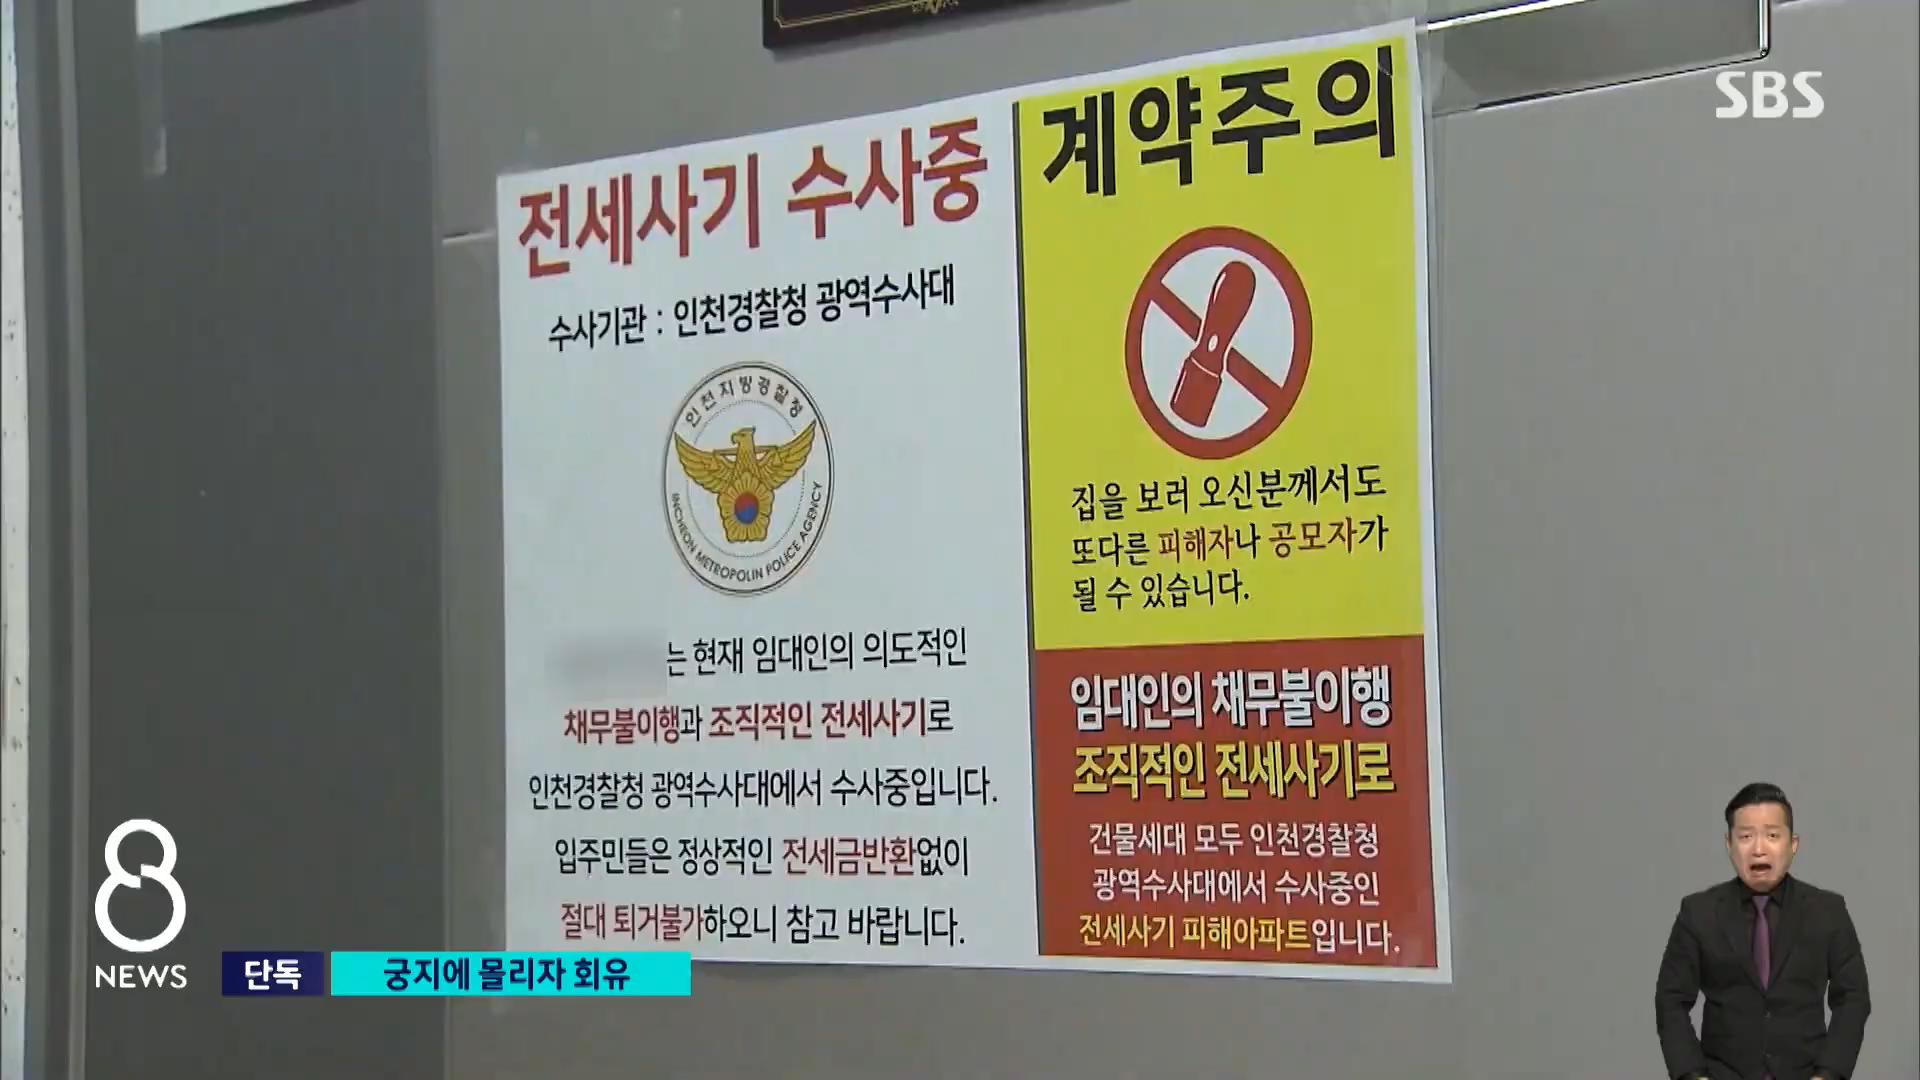 SBS
전세사기 수사중
수사기관 : 인천경찰청 광역수사대
인천지방경찰청
INCHEON METROPOLIN POLICE AGENCY
는 현재 임대인의 의도적인
채무불이행과 조직적인 전세사기로
인천경찰청 광역수사대에서 수사중입니다.
입주민들은 정상적인 전세금반환없이
절대 퇴거불가하오니 참고 바랍니다.
계약주의
집을 보러 오신분께서도
또다른 피해자나 공모자가
될 수 있습니다.
임대인의 채무불이행
조직적인 전세사기로
건물세대 모두 인천경찰청
광역수사대에서 수사중인
전세사기 피해아파트입니다.
8
NEWS
단독
궁지에 몰리자 회유